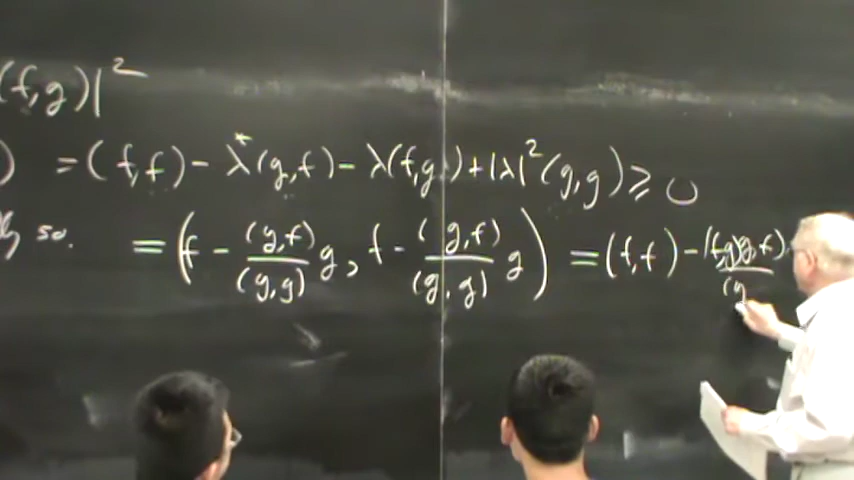 (f,g)|²
) = (f,f) - λ*(g,f) - λ(f,g) + |λ|²(g,g) ≥ 0
so. = (f - (g,f)/(g,g) g, f - (g,f)/(g,g) g) = (f,f) - (f,g)(g,f)/(g